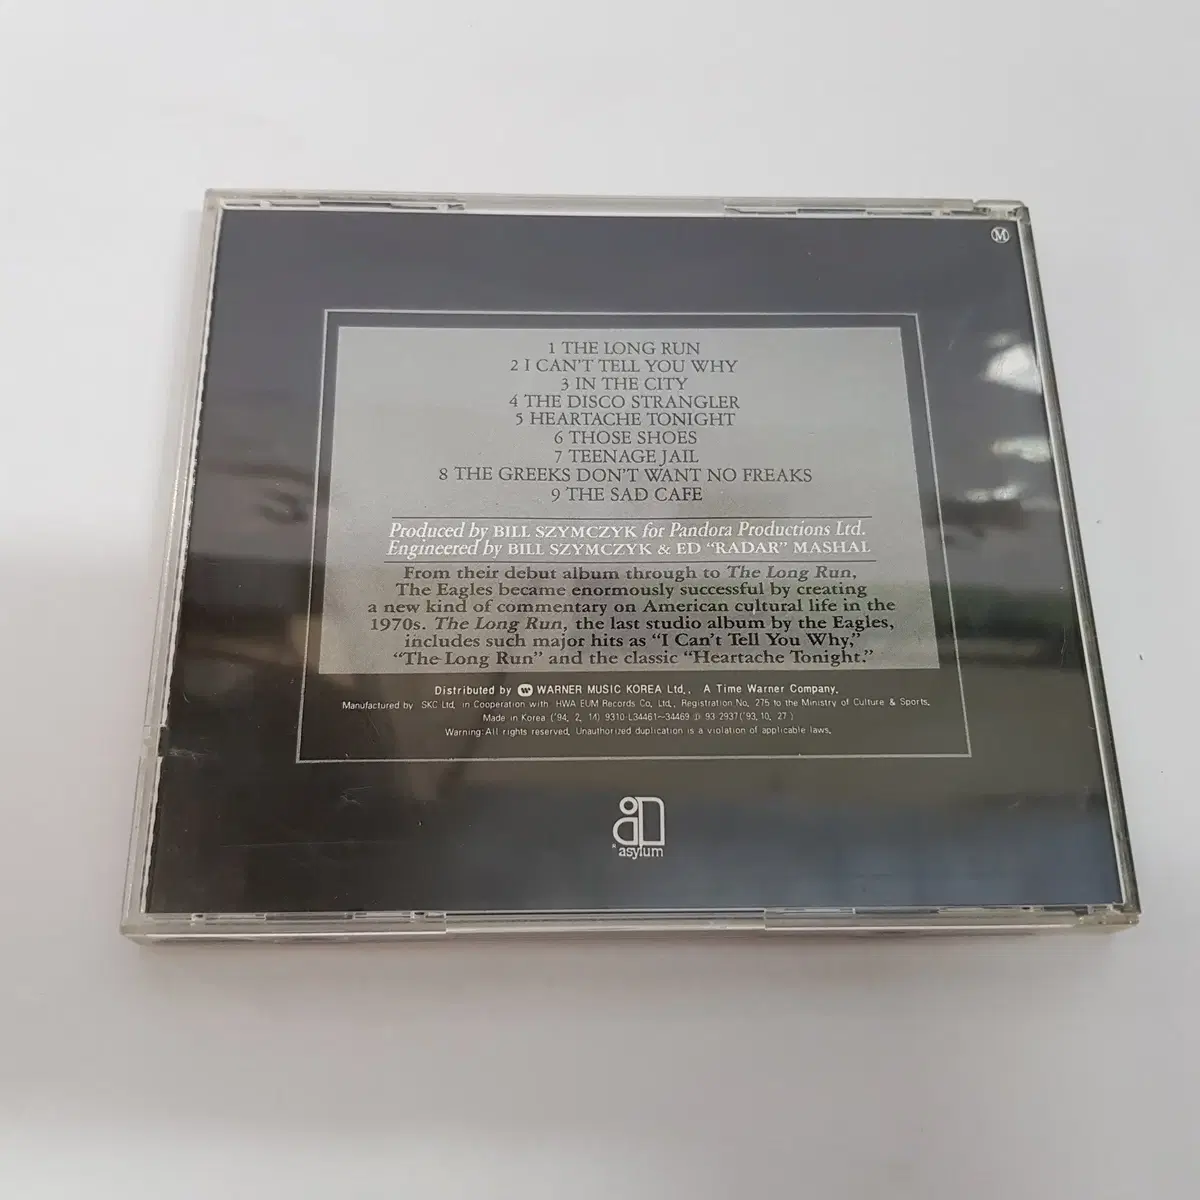 M
1 THE LONG RUN
2 I CAN'T TELL YOU WHY
3 IN THE CITY
4 THE DISCO STRANGLER
5 HEARTACHE TONIGHT
6 THOSE SHOES
7 TEENAGE JAIL
8 THE GREEKS DON'T WANT NO FREAKS
9 THE SAD CAFE
Produced by BILL SZYMCZYK for Pandora Productions Ltd.
Engineered by BILL SZYMCZYK & ED “RADAR” MASHAL
From their debut album through to The Long Run,
The Eagles became enormously successful by creating
a new kind of commentary on American cultural life in the
1970s. The Long Run, the last studio album by the Eagles,
includes such major hits as “I Can't Tell You Why,”
“The Long Run” and the classic “Heartache Tonight.”
Distributed by WARNER MUSIC KOREA Ltd., A Time Warner Company.
Manufactured by SKC Ltd. in Cooperation with HWA EUM Records Co, Ltd., Registration No. 275 to the Ministry of Culture & Sports.
Made in Korea ('94. 2. 14) 9310-L34461—34469 ⓟ 93-2937('93. 10. 27)
Warning: All rights reserved. Unauthorized duplication is a violation of applicable laws.
® asylum